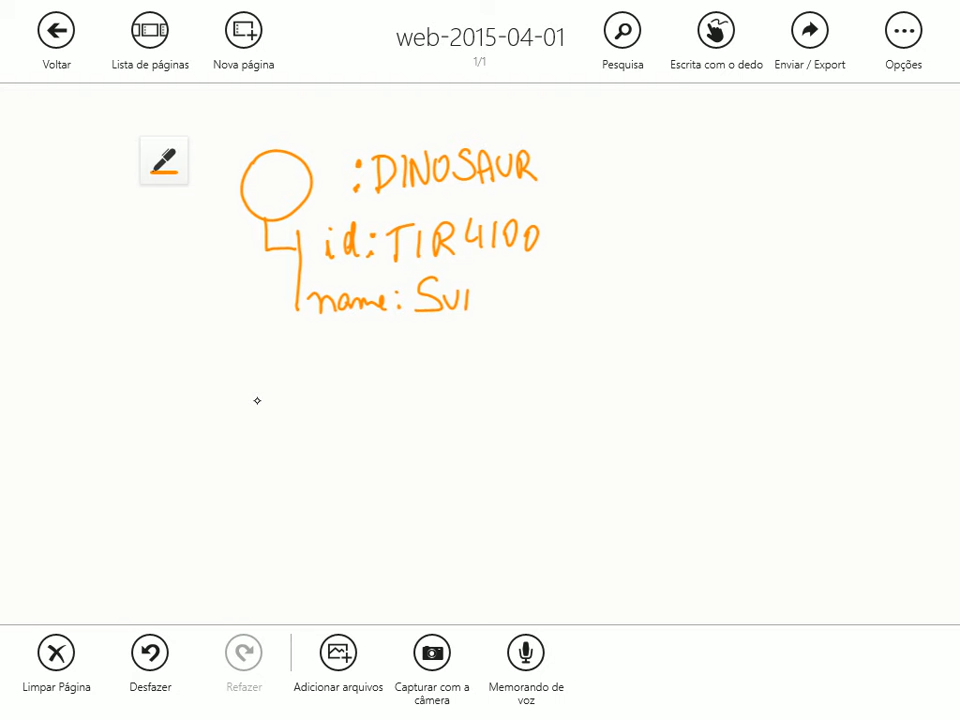 Voltar
Lista de páginas
Nova página
web-2015-04-01
1/1
Pesquisa
Escrita com o dedo
Enviar / Export
Opções
:DINOSAUR
id:TIR4100
name: SVI
Limpar Página
Desfazer
Refazer
Adicionar arquivos
Capturar com a
câmera
Memorando de
voz